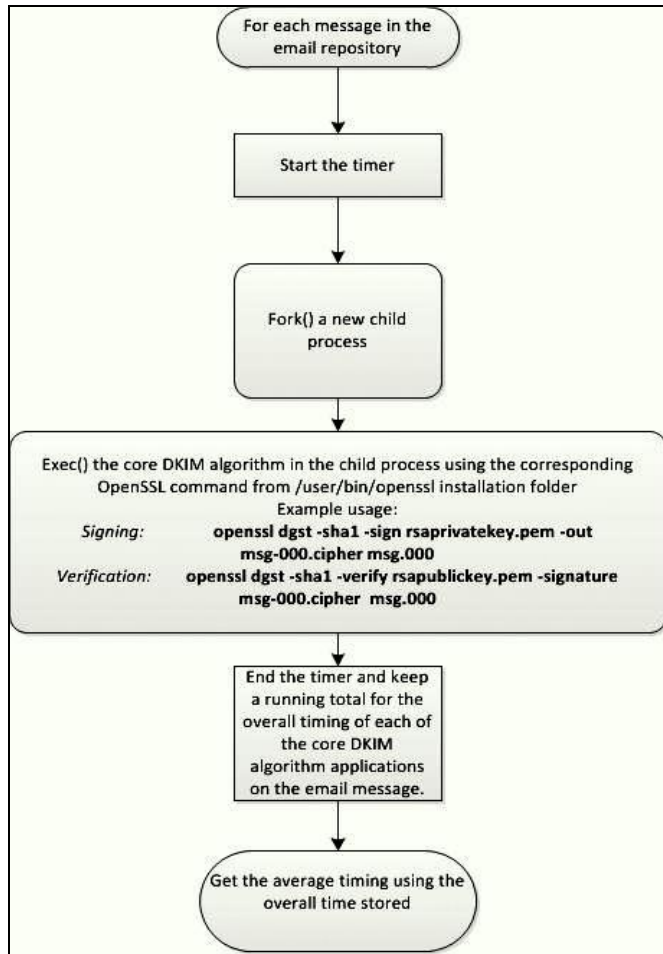 For each message in the
email repository
Start the timer
Fork() a new child
process
Exec() the core DKIM algorithm in the child process using the corresponding
OpenSSL command from /user/bin/openssl installation folder
Example usage:
Signing: openssl dgst -sha1 -sign rsaprivatekey.pem -out
msg-000.cipher msg.000
Verification: openssl dgst -sha1 -verify rsapublickey.pem -signature
msg-000.cipher msg.000
End the timer and keep
a running total for the
overall timing of each of
the core DKIM
algorithm applications
on the email message.
Get the average timing using the
overall time stored